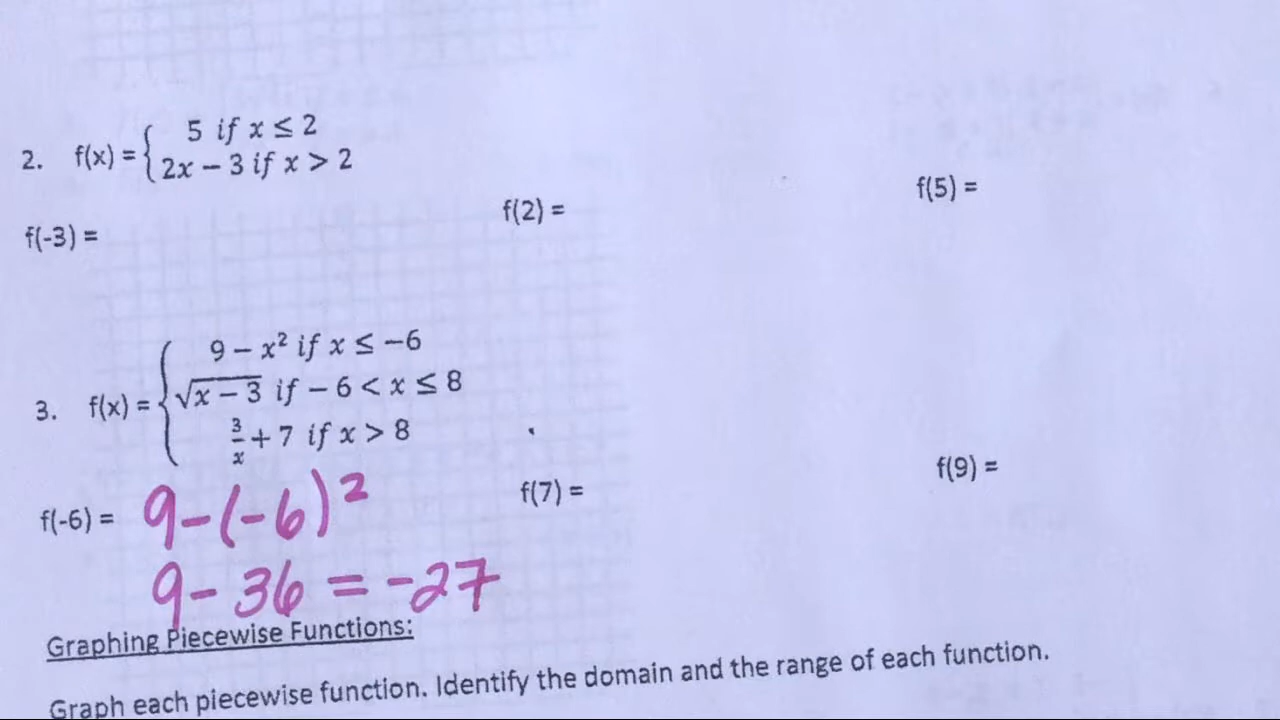 2. f(x) = { 5 if x ≤ 2
2x − 3 if x > 2
f(-3) = f(2) = f(5) =
3. f(x) = { 9 − x² if x ≤ −6
√(x − 3) if − 6 < x ≤ 8
3/x + 7 if x > 8
f(-6) = 9-(-6)² f(7) = f(9) =
9- 36 = -27
Graphing Piecewise Functions:
Graph each piecewise function. Identify the domain and the range of each function.